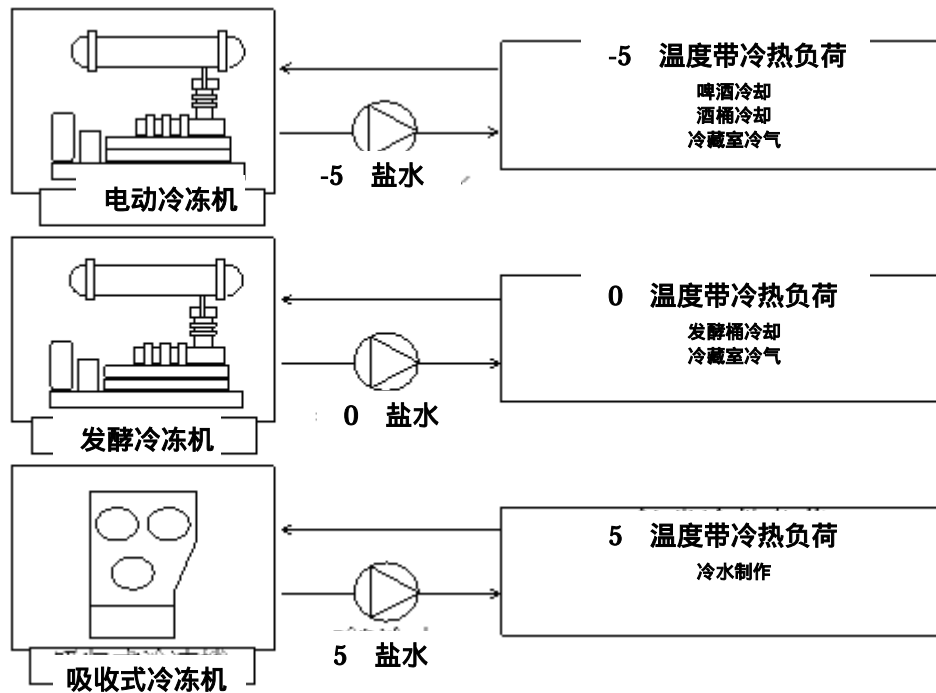 -5 温度带冷热负荷
啤酒冷却
酒桶冷却
冷藏室冷气
-5 盐水
电动冷冻机
0 温度带冷热负荷
发酵桶冷却
冷藏室冷气
0 盐水
发酵冷冻机
5 温度带冷热负荷
冷水制作
5 盐水
吸收式冷冻机